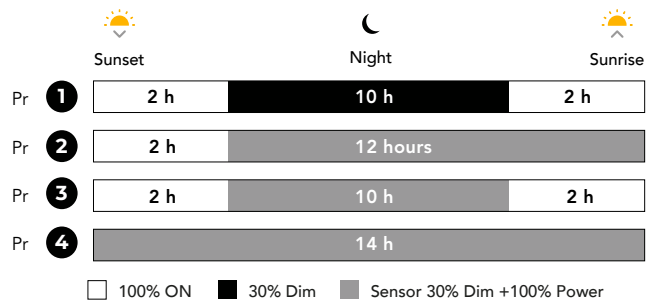 Sunset Night Sunrise
Pr 1 2 h 10 h 2 h
Pr 2 2 h 12 hours
Pr 3 2 h 10 h 2 h
Pr 4 14 h
100% ON 30% Dim Sensor 30% Dim +100% Power